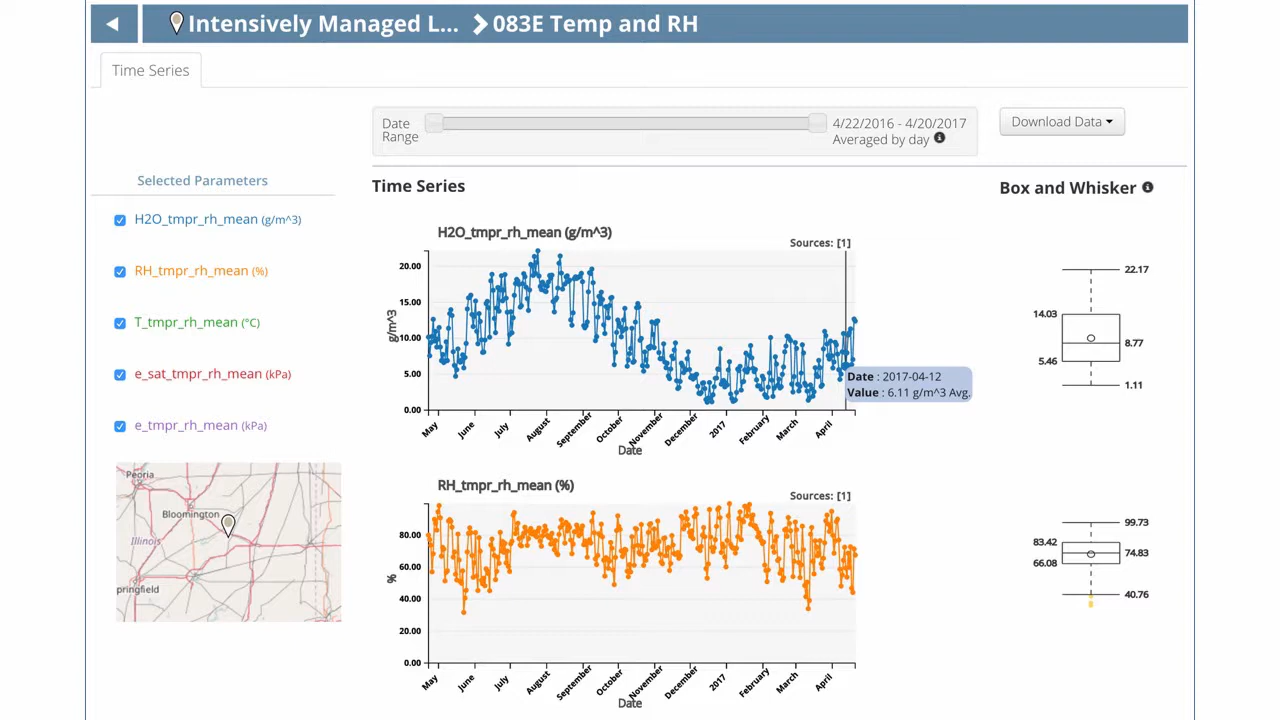 Intensively Managed L... 083E Temp and RH
Time Series
Date Range
4/22/2016 - 4/20/2017
Averaged by day
Download Data
Selected Parameters
H2O_tmpr_rh_mean (g/m^3)
RH_tmpr_rh_mean (%)
T_tmpr_rh_mean (°C)
e_sat_tmpr_rh_mean (kPa)
e_tmpr_rh_mean (kPa)
Peoria
Bloomington
Illinois
pringfield
Time Series
H2O_tmpr_rh_mean (g/m^3)
Sources: [1]
g/m^3
20.00
15.00
10.00
5.00
0.00
May June July August September October November December 2017 February March April
Date
Date : 2017-04-12
Value : 6.11 g/m^3 Avg.
RH_tmpr_rh_mean (%)
Sources: [1]
%
80.00
60.00
40.00
20.00
0.00
May June July August September October November December 2017 February March April
Date
Box and Whisker
22.17
14.03
8.77
5.46
1.11
99.73
83.42
74.83
66.08
40.76